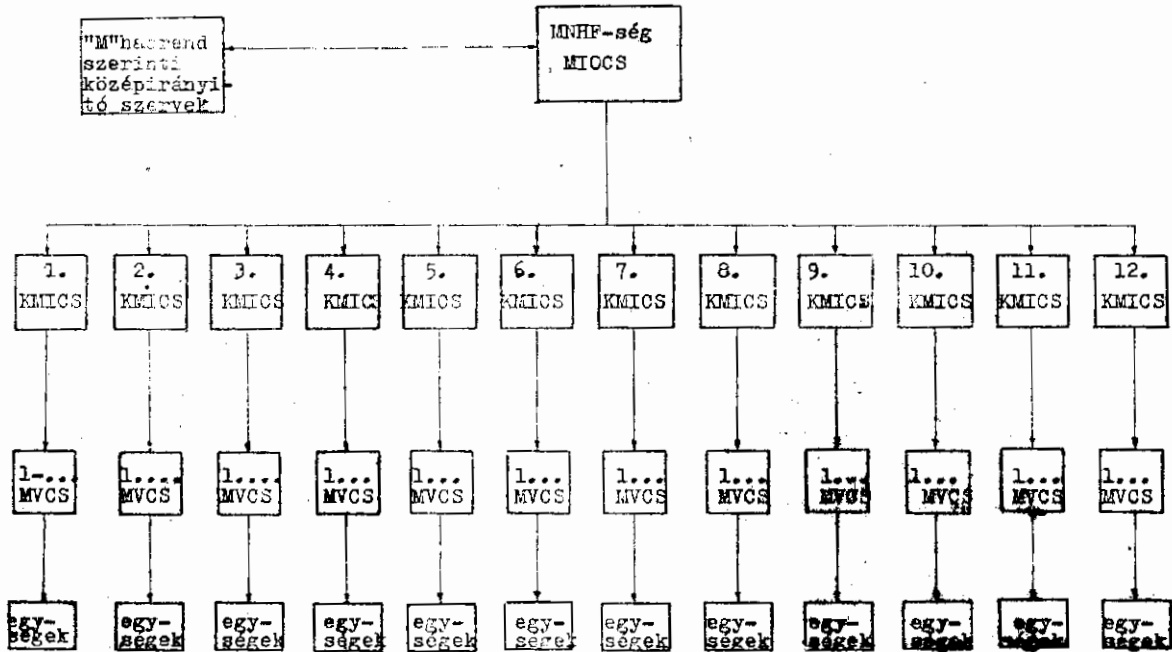 "M"hadrend
szerinti
középirányi
tó szervek
MNHF-ség
MIOCS
1. 2. 3. 4. 5. 6. 7. 8. 9. 10. 11. 12.
KMICS KMICS KMICS KMICS KMICS KMICS KMICS KMICS KMICS KMICS KMICS KMICS
1-... 1.... 1.... 1... 1... 1... 1... 1... 1... 1... 1... 1...
MVCS MVCS MVCS MVCS MVCS MVCS MVCS MVCS MVCS MVCS MVCS MVCS
egy- egy- egy- egy- egy- egy- egy- egy- egy- egy- egy- egy-
ségek ségek ségek ségek ségek ségek ségek ségek ségek ségek ségek ségek